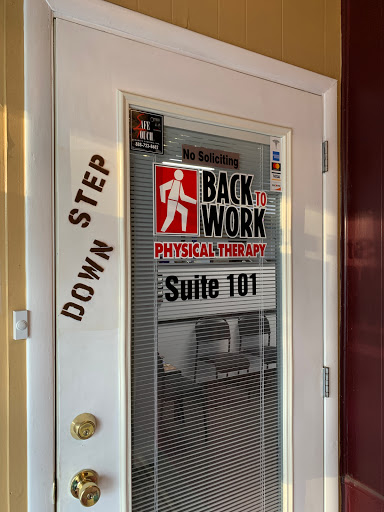 No Soliciting
BACK TO
WORK
PHYSICAL THERAPY
Suite 101
DOWN STEP